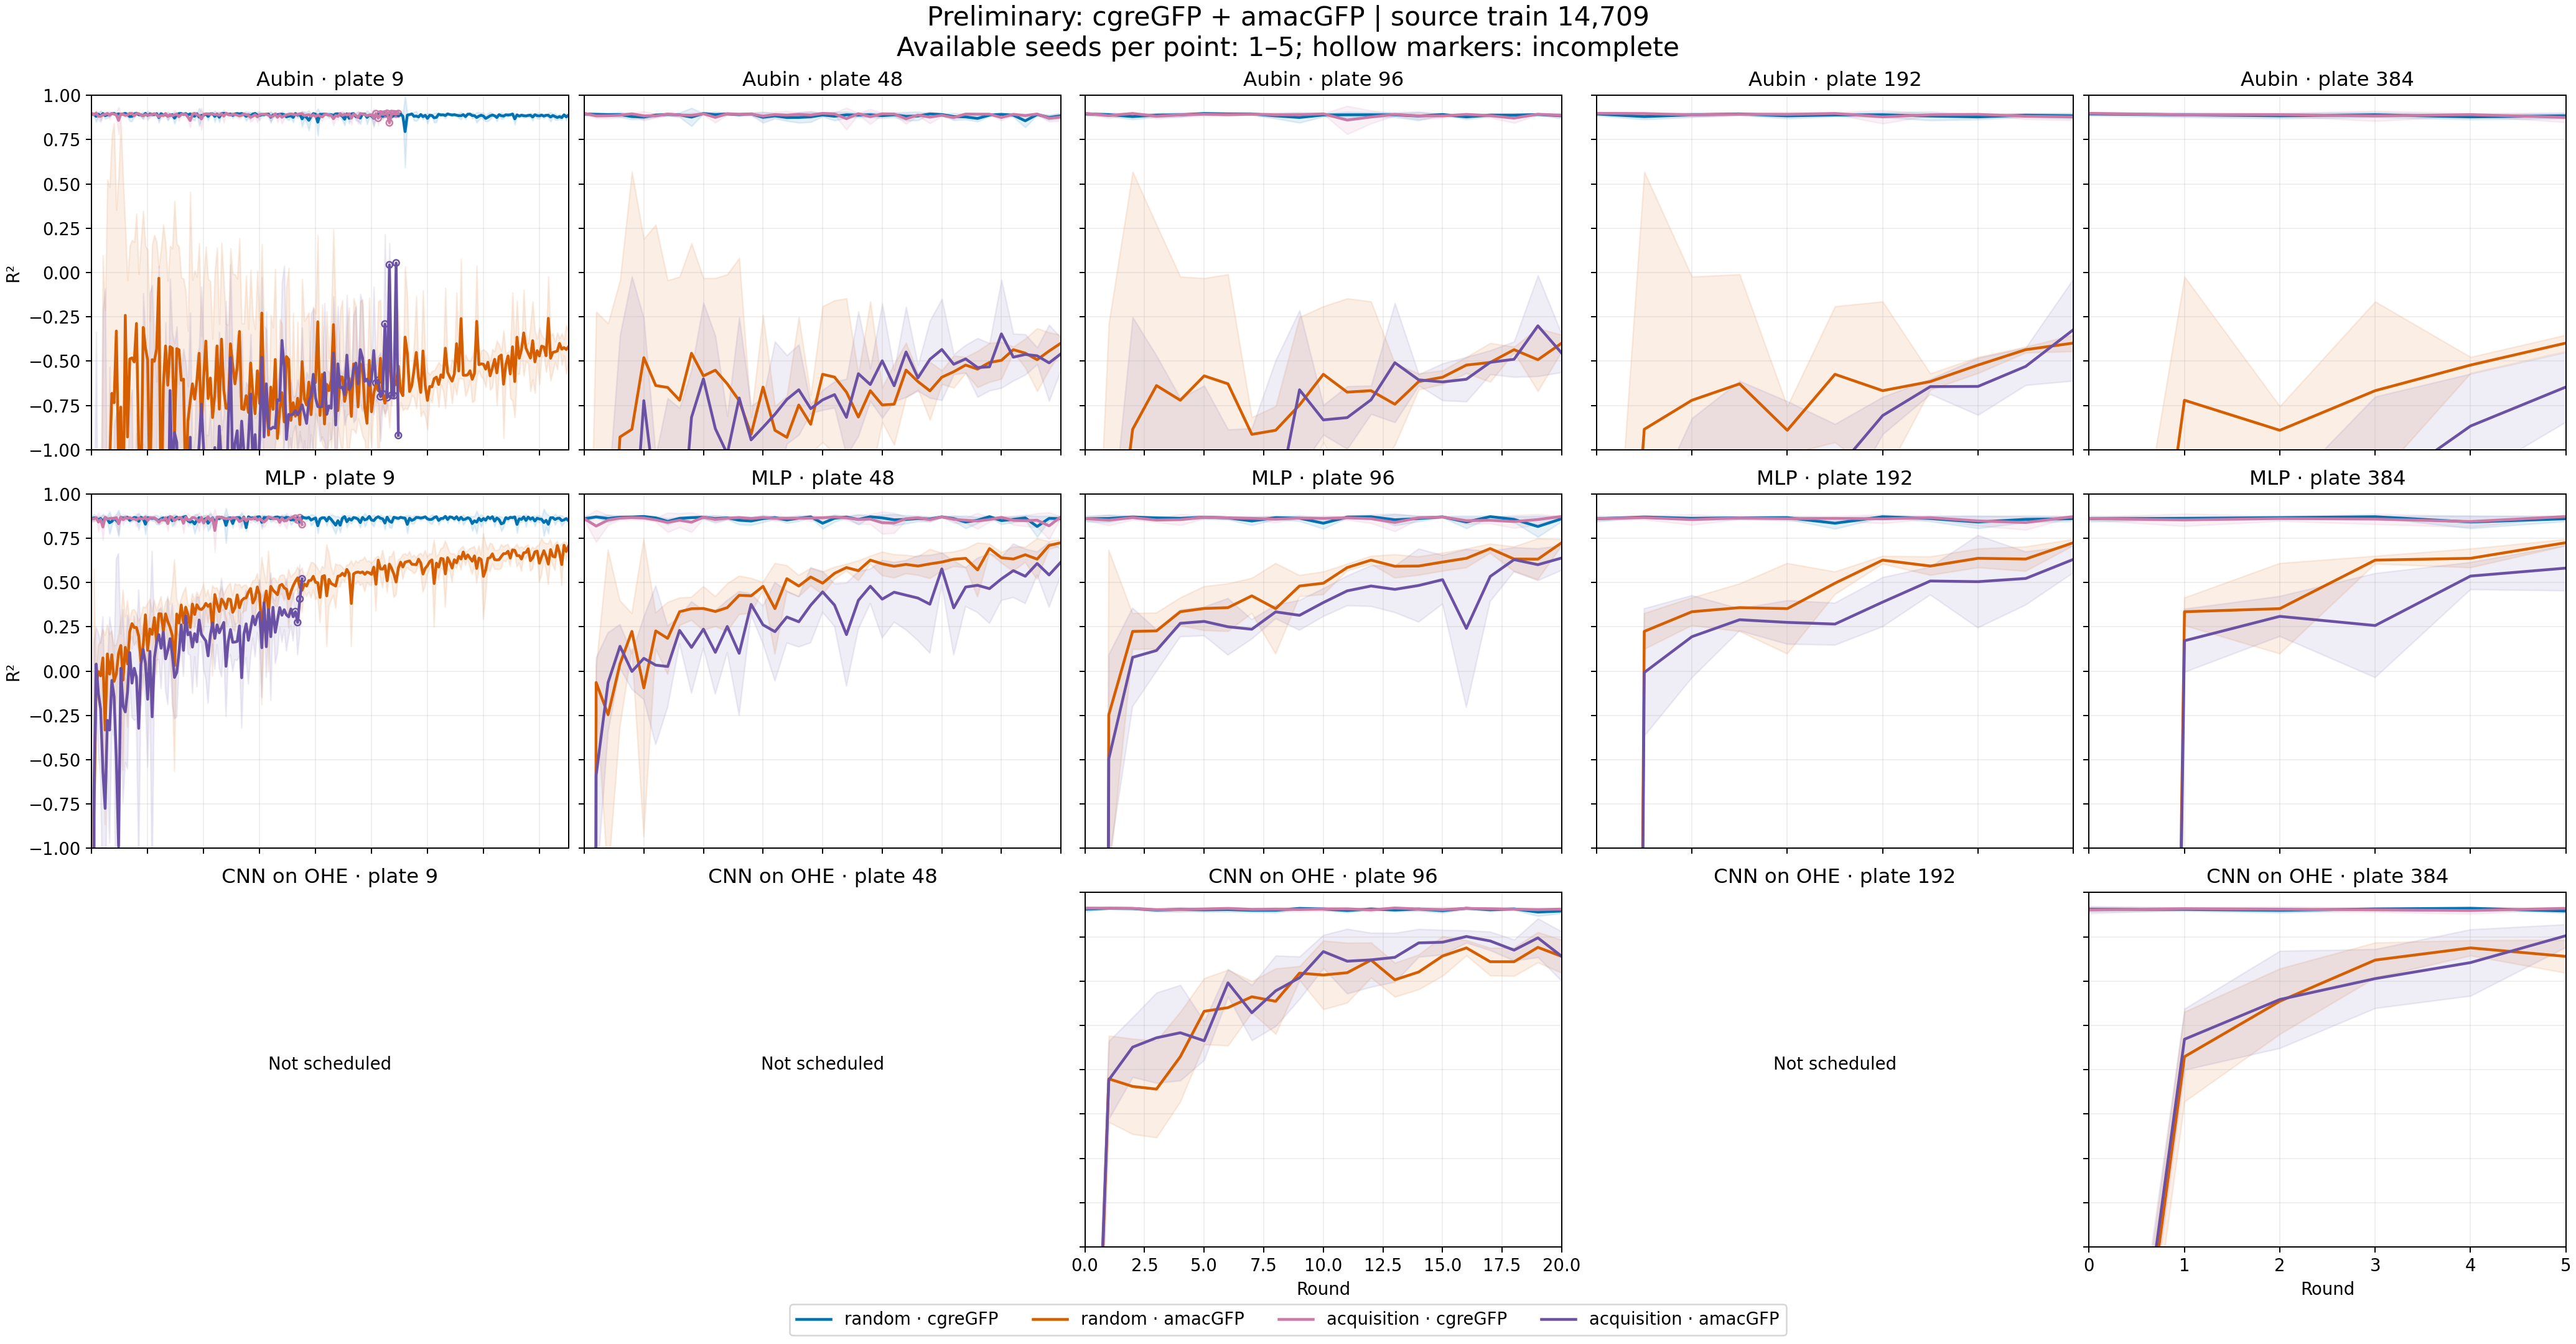 Preliminary: cgreGFP + amacGFP | source train 14,709
Available seeds per point: 1–5; hollow markers: incomplete
Aubin · plate 9
Aubin · plate 48
Aubin · plate 96
Aubin · plate 192
Aubin · plate 384
1.00
0.75
0.50
0.25
0.00
−0.25
−0.50
−0.75
−1.00
R²
MLP · plate 9
MLP · plate 48
MLP · plate 96
MLP · plate 192
MLP · plate 384
1.00
0.75
0.50
0.25
0.00
−0.25
−0.50
−0.75
−1.00
R²
CNN on OHE · plate 9
CNN on OHE · plate 48
CNN on OHE · plate 96
CNN on OHE · plate 192
CNN on OHE · plate 384
Not scheduled
Not scheduled
Not scheduled
0.0 2.5 5.0 7.5 10.0 12.5 15.0 17.5 20.0
Round
0 1 2 3 4 5
Round
random · cgreGFP
random · amacGFP
acquisition · cgreGFP
acquisition · amacGFP